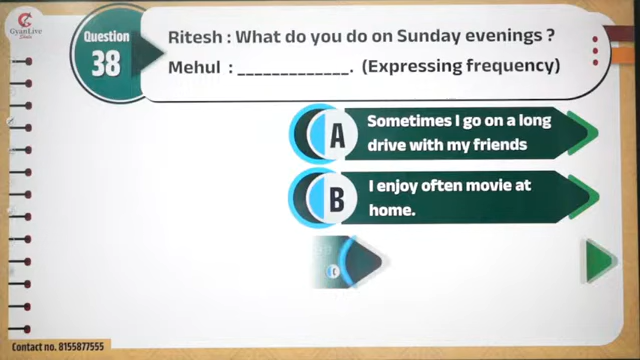 GyanLive
Question
38
Ritesh : What do you do on Sunday evenings ?
Mehul : _____________. (Expressing frequency)
A
Sometimes I go on a long
drive with my friends
B
I enjoy often movie at
home.
Contact no. 8155877555